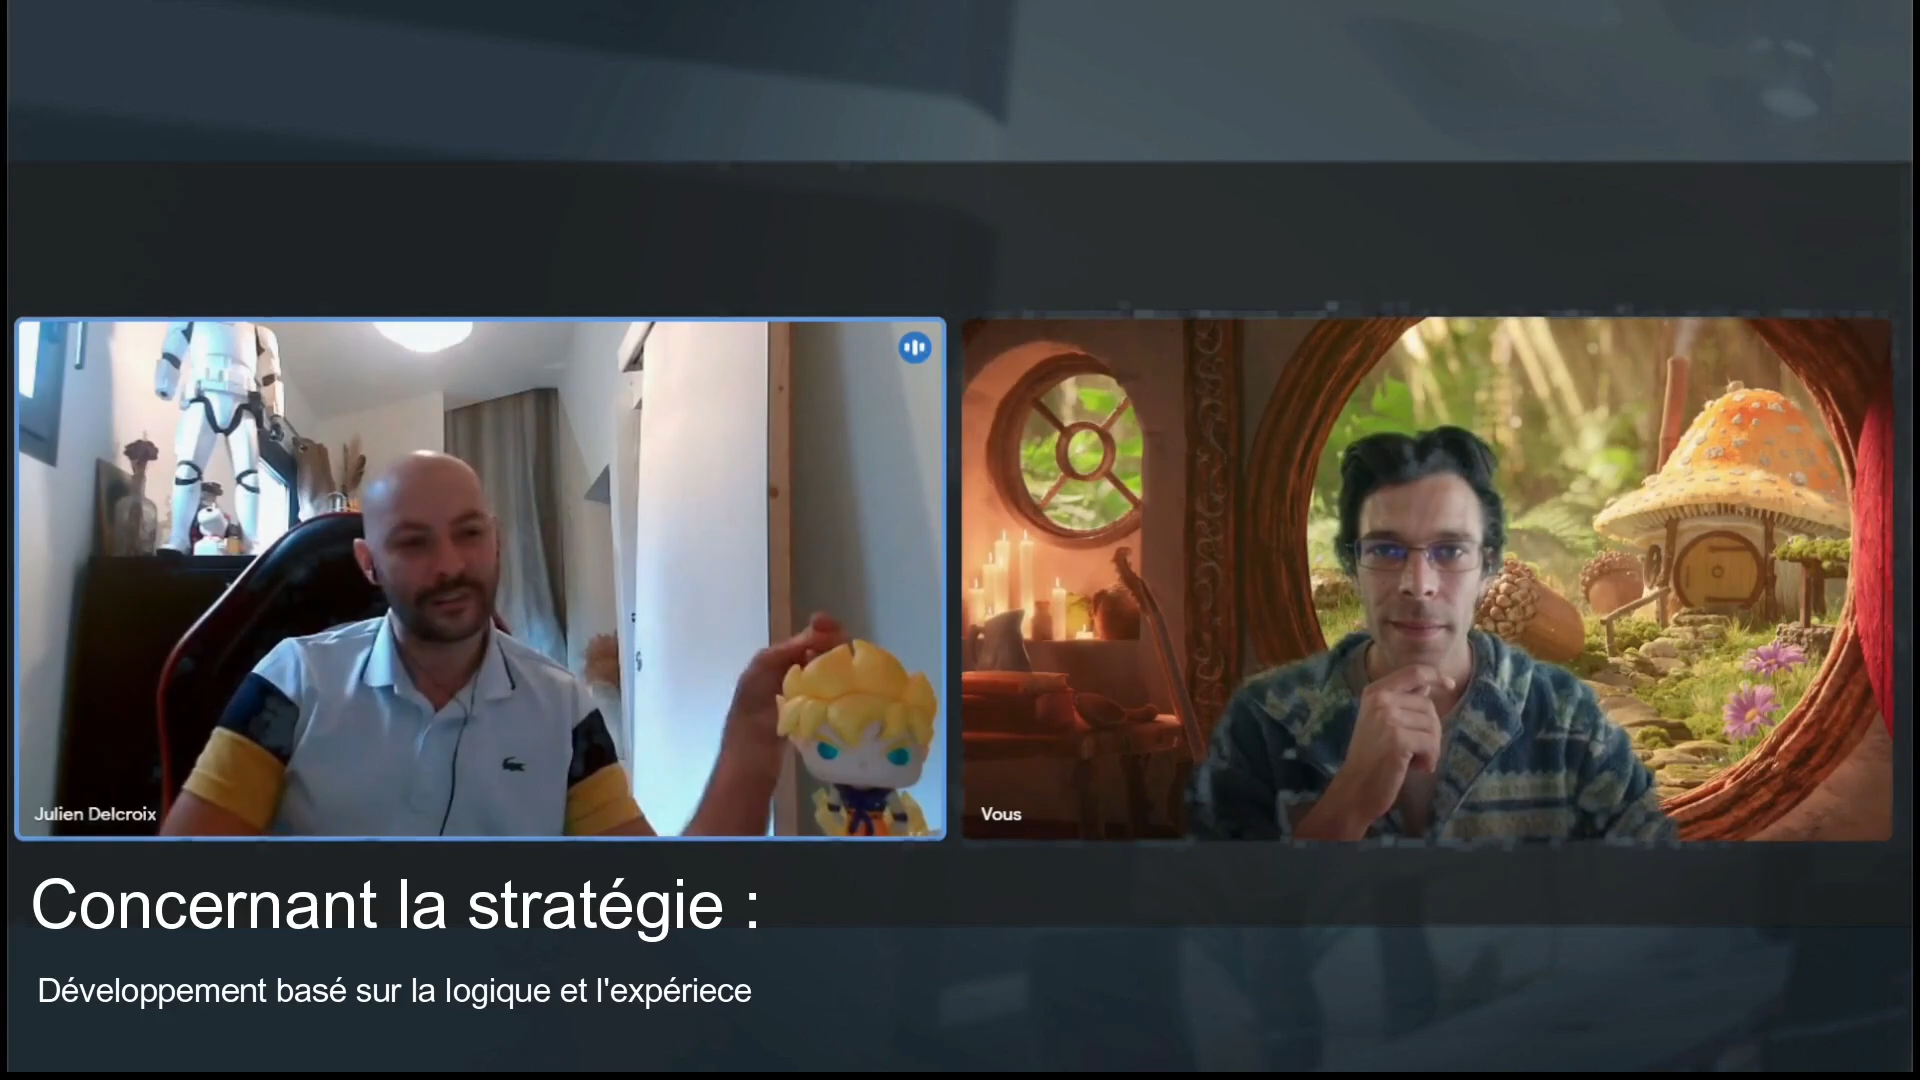 Julien Delcroix
Vous
Concernant la stratégie :
Développement basé sur la logique et l'expériece